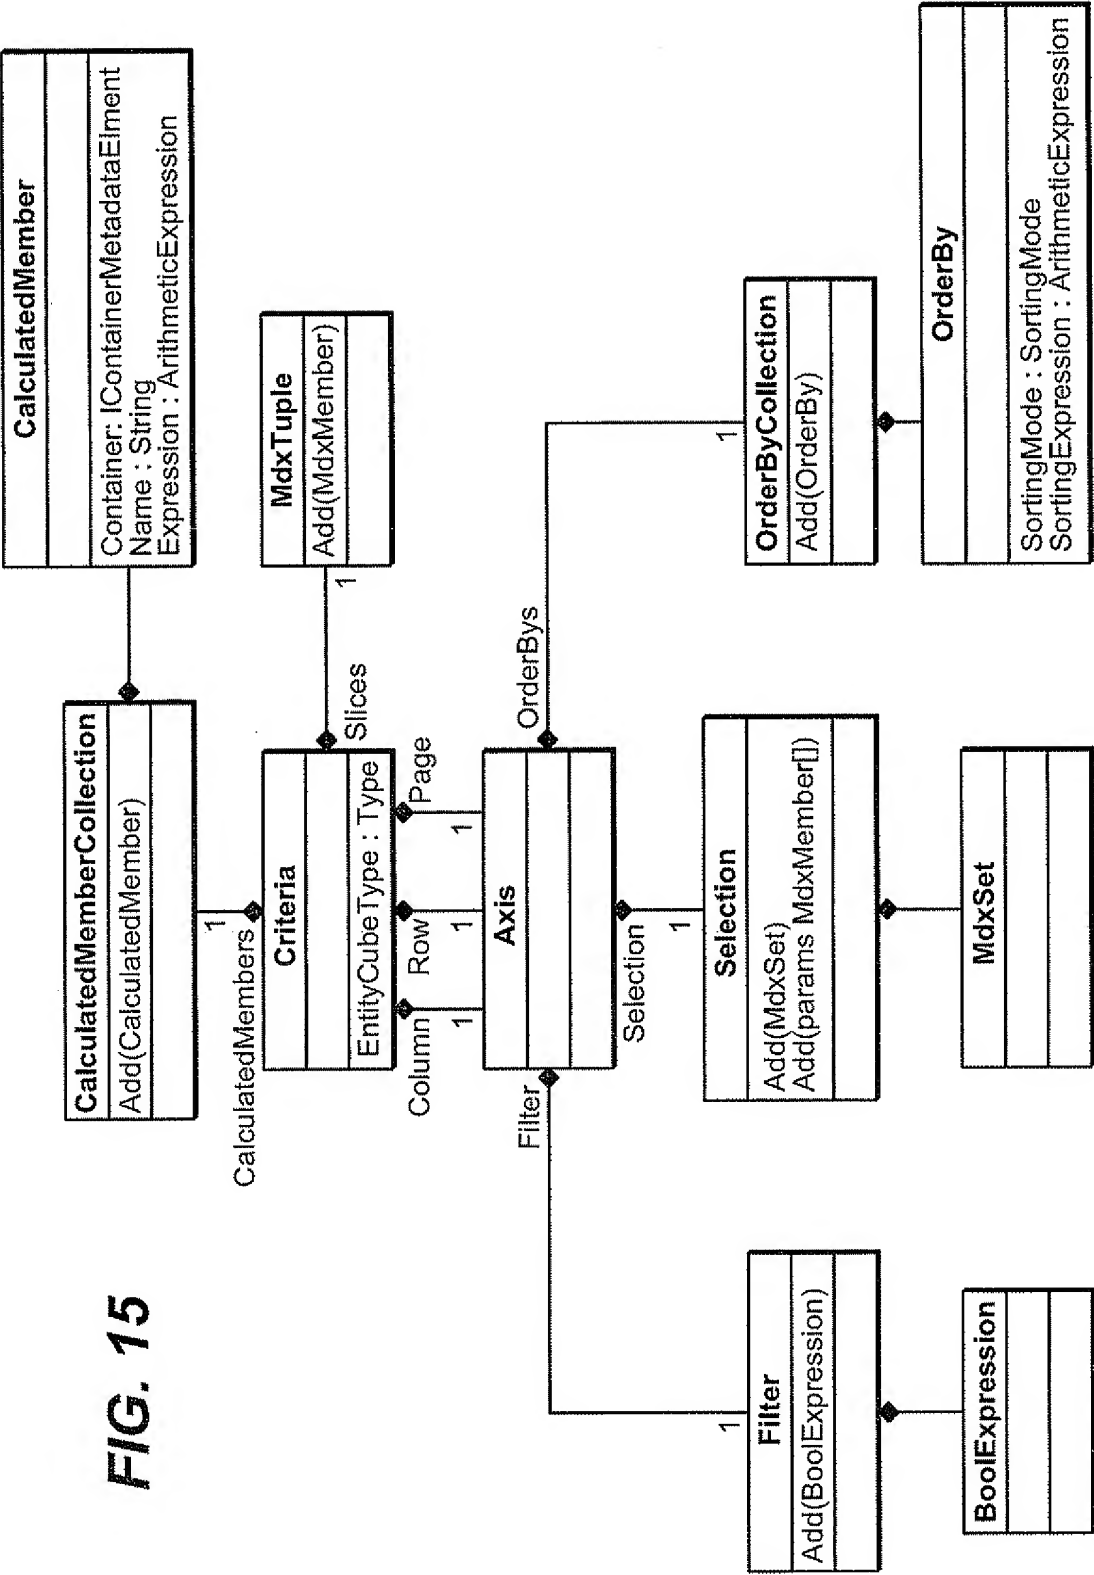 FIG. 15
CalculatedMemberCollection
Add(CalculatedMember)
CalculatedMember
Container: IContainerMetadataElment
Name : String
Expression : ArithmeticExpression
1
CalculatedMembers
Criteria
EntityCubeType : Type
Slices
1
MdxTuple
Add(MdxMember)
Column
Row
Page
1
1
1
Axis
Filter
Selection
OrderBys
1
1
1
Filter
Add(BoolExpression)
Selection
Add(MdxSet)
Add(params MdxMember[])
OrderByCollection
Add(OrderBy)
BoolExpression
MdxSet
OrderBy
SortingMode : SortingMode
SortingExpression : ArithmeticExpression